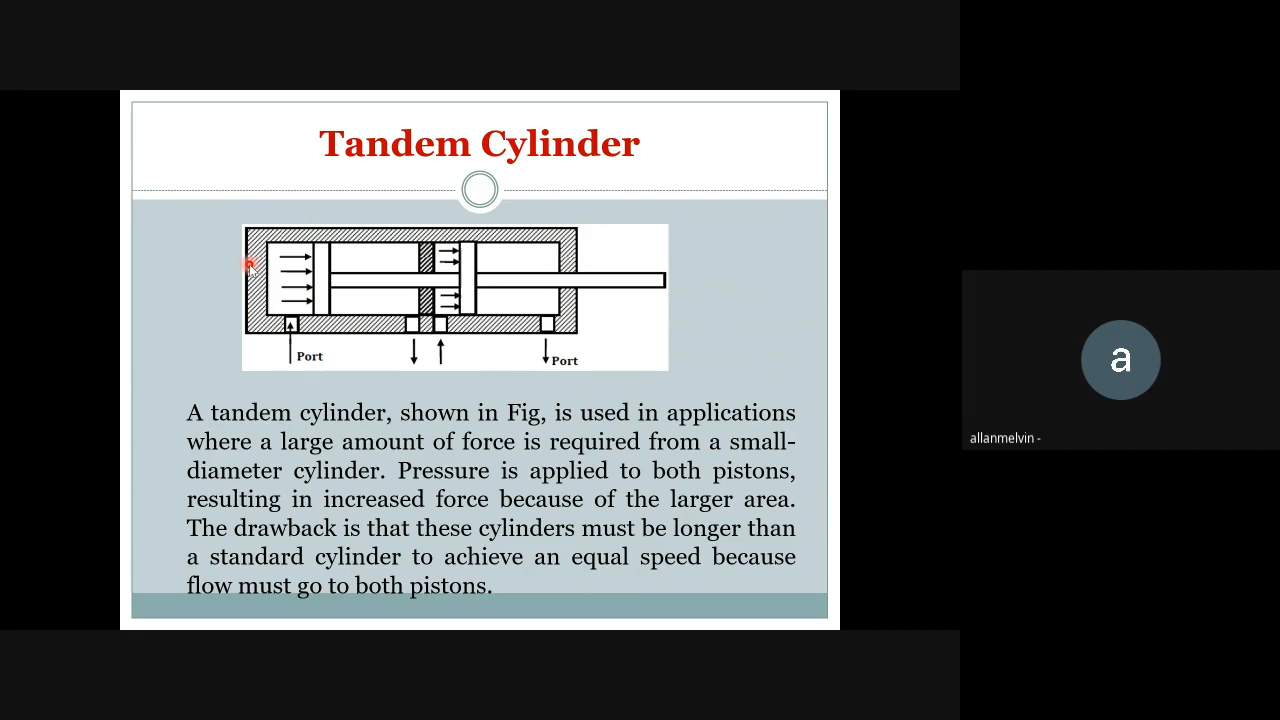 Tandem Cylinder
Port
Port
A tandem cylinder, shown in Fig, is used in applications
where a large amount of force is required from a small-
diameter cylinder. Pressure is applied to both pistons,
resulting in increased force because of the larger area.
The drawback is that these cylinders must be longer than
a standard cylinder to achieve an equal speed because
flow must go to both pistons.
a
allanmelvin -